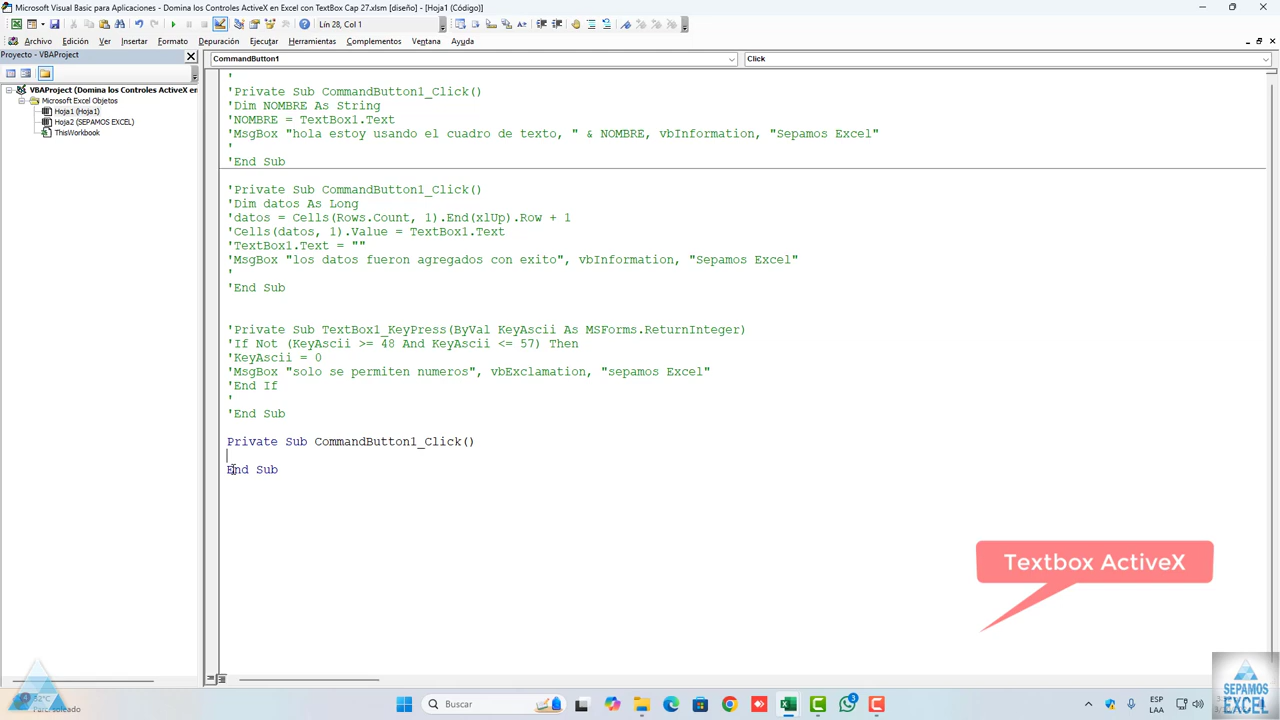 Microsoft Visual Basic para Aplicaciones - Domina los Controles ActiveX en Excel con TextBox Cap 27.xlsm [diseño] - [Hoja1 (Código)]
Archivo Edición Ver Insertar Formato Depuración Ejecutar Herramientas Complementos Ventana Ayuda
Lín 28, Col 1
Proyecto - VBAProject
VBAProject (Domina los Controles ActiveX en
Microsoft Excel Objetos
Hoja1 (Hoja1)
Hoja2 (SEPAMOS EXCEL)
ThisWorkbook
CommandButton1
Click
'
'Private Sub CommandButton1_Click()
'Dim NOMBRE As String
'NOMBRE = TextBox1.Text
'MsgBox "hola estoy usando el cuadro de texto, " & NOMBRE, vbInformation, "Sepamos Excel"
'
'End Sub
'Private Sub CommandButton1_Click()
'Dim datos As Long
'datos = Cells(Rows.Count, 1).End(xlUp).Row + 1
'Cells(datos, 1).Value = TextBox1.Text
'TextBox1.Text = ""
'MsgBox "los datos fueron agregados con exito", vbInformation, "Sepamos Excel"
'
'End Sub
'Private Sub TextBox1_KeyPress(ByVal KeyAscii As MSForms.ReturnInteger)
'If Not (KeyAscii >= 48 And KeyAscii <= 57) Then
'KeyAscii = 0
'MsgBox "solo se permiten numeros", vbExclamation, "sepamos Excel"
'End If
'
'End Sub
Private Sub CommandButton1_Click()
End Sub
Textbox ActiveX
SEPAMOS
EXCEL
Buscar
3
ESP
LAA